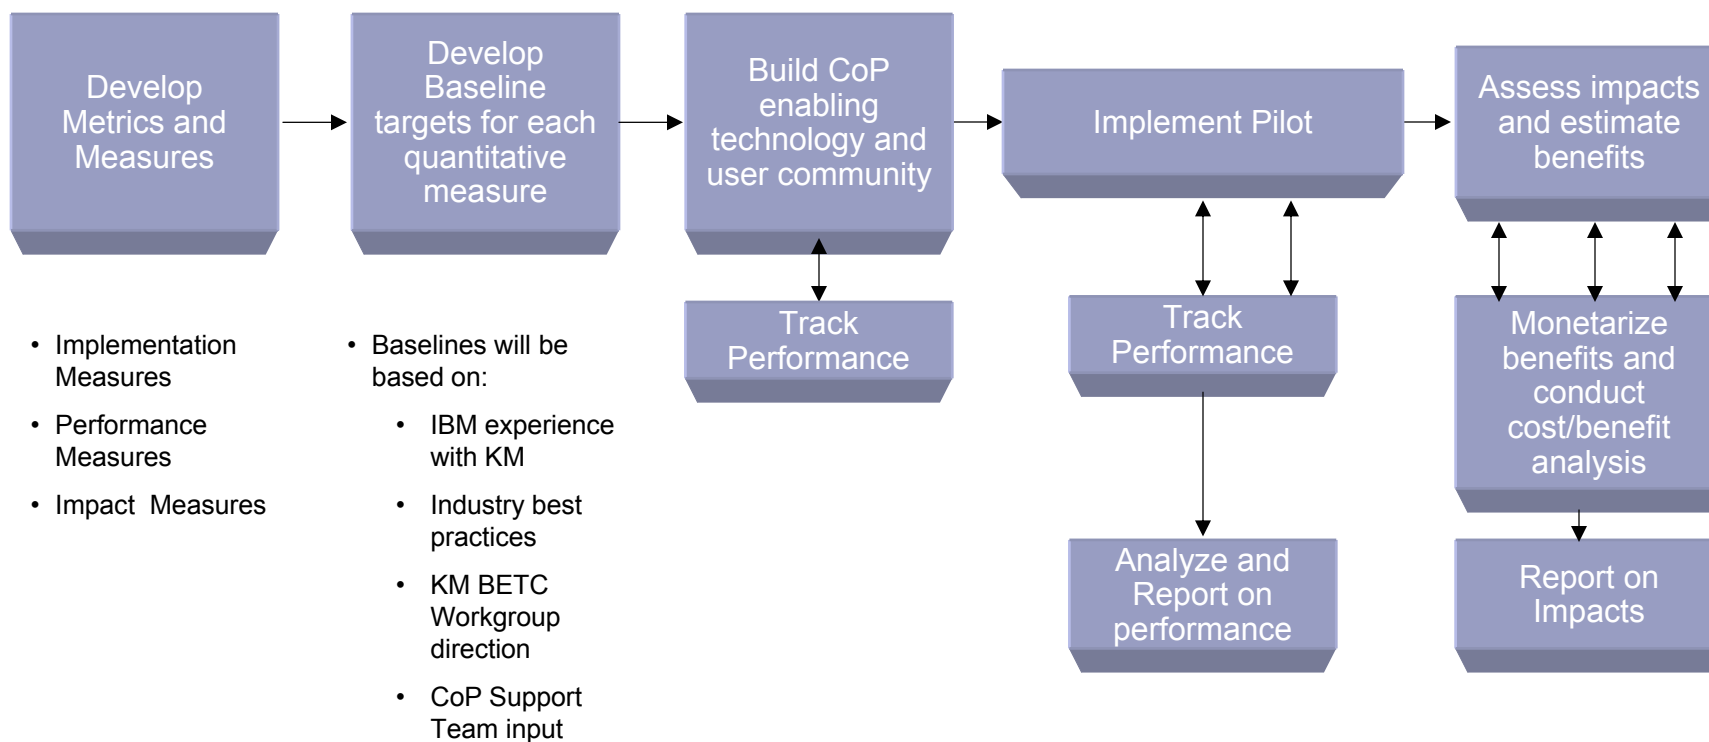 Develop
Metrics and
Measures
Develop
Baseline
targets for each
quantitative
measure
Build CoP
enabling
technology and
user community
Implement Pilot
Assess impacts
and estimate
benefits
Track
Performance
Track
Performance
Monetarize
benefits and
conduct
cost/benefit
analysis
Analyze and
Report on
performance
Report on
Impacts
• Implementation
Measures
• Performance
Measures
• Impact Measures
• Baselines will be
based on:
• IBM experience
with KM
• Industry best
practices
• KM BETC
Workgroup
direction
• CoP Support
Team input